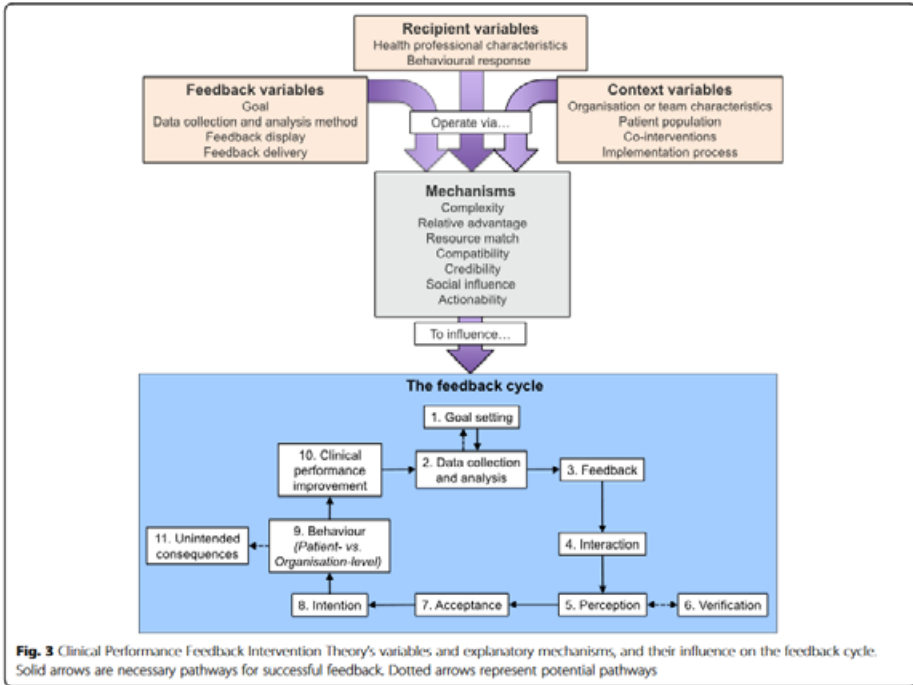 Recipient variables
Health professional characteristics
Behavioural response
Feedback variables
Goal
Data collection and analysis method
Feedback display
Feedback delivery
Context variables
Organisation or team characteristics
Patient population
Co-interventions
Implementation process
Operate via...
Mechanisms
Complexity
Relative advantage
Resource match
Compatibility
Credibility
Social influence
Actionability
To influence...
The feedback cycle
1. Goal setting
2. Data collection
and analysis
3. Feedback
4. Interaction
5. Perception
6. Verification
7. Acceptance
8. Intention
9. Behaviour
(Patient- vs.
Organisation-level)
10. Clinical
performance
improvement
11. Unintended
consequences
Fig. 3 Clinical Performance Feedback Intervention Theory's variables and explanatory mechanisms, and their influence on the feedback cycle.
Solid arrows are necessary pathways for successful feedback. Dotted arrows represent potential pathways